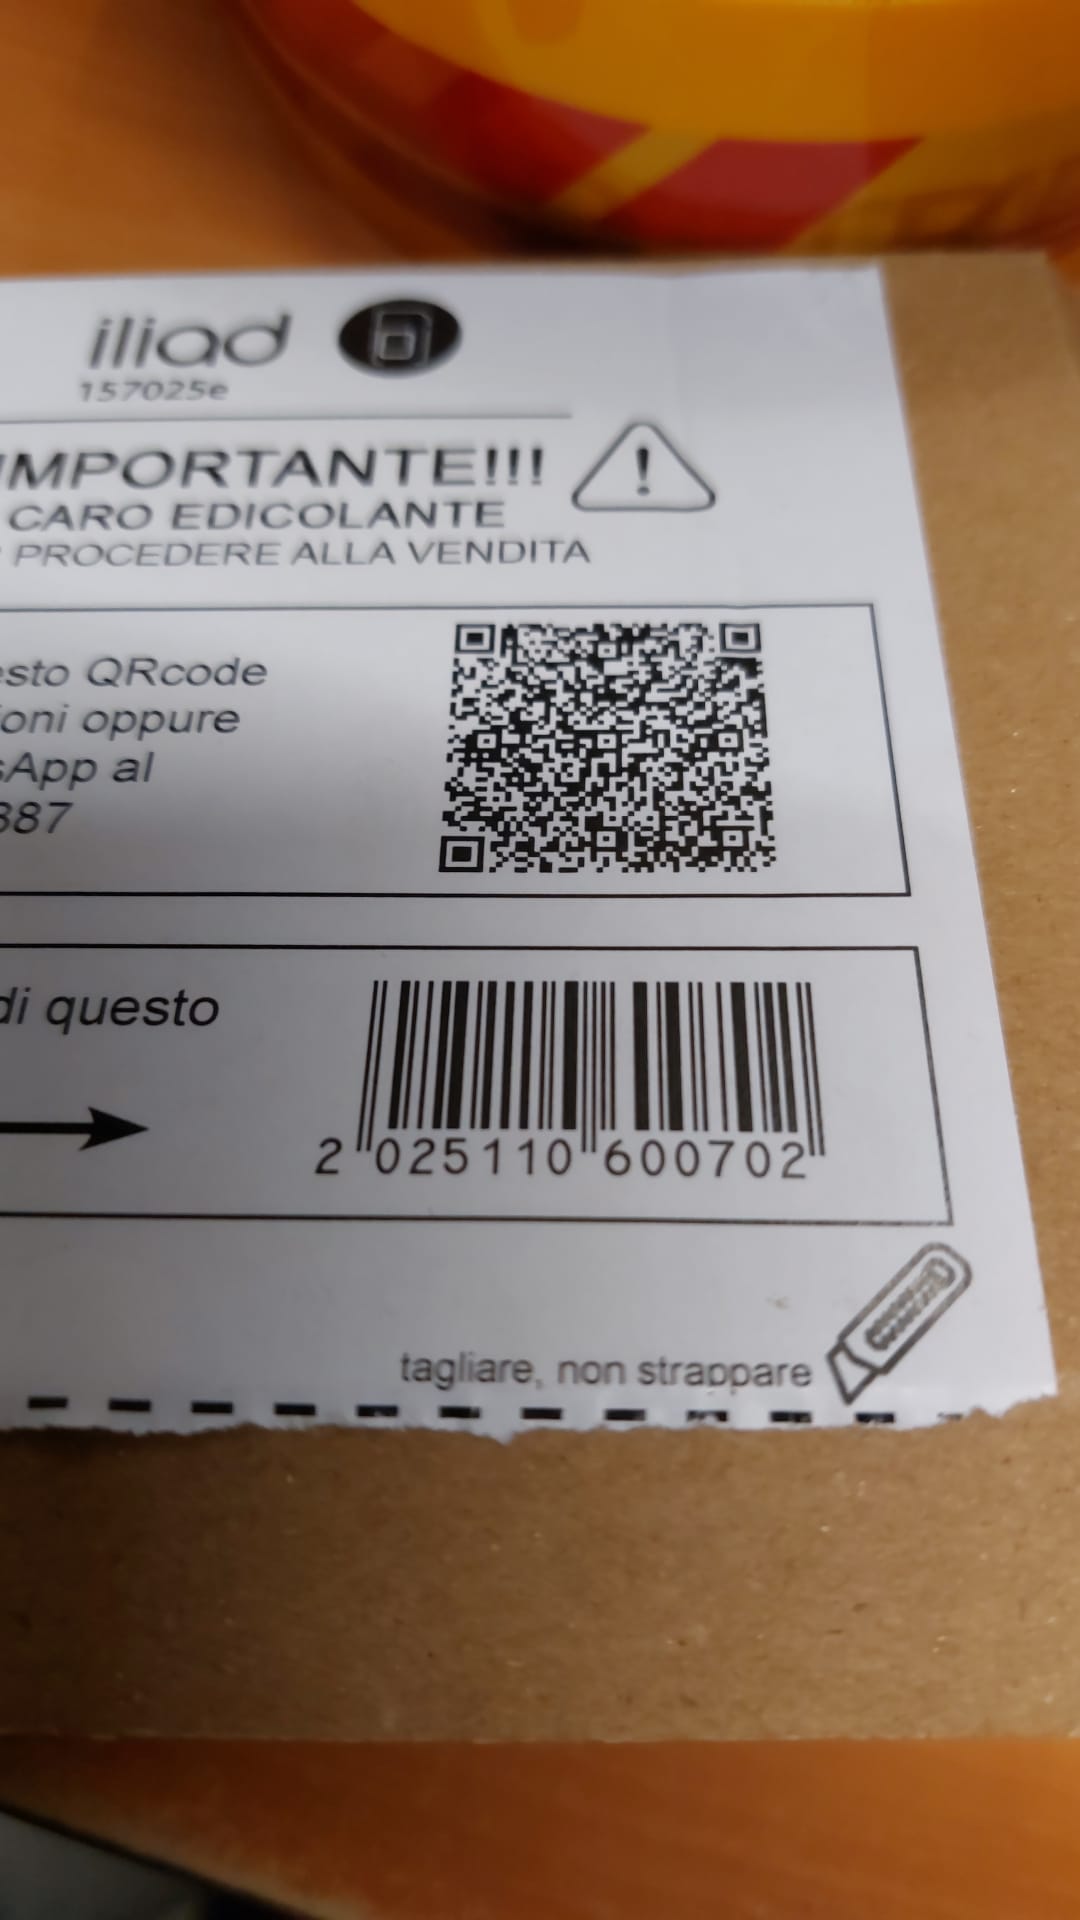 iliad
157025e
IMPORTANTE!!!
CARO EDICOLANTE
PROCEDERE ALLA VENDITA
esto QRcode
ioni oppure
sApp al
387
di questo
2 025110 600702
tagliare, non strappare